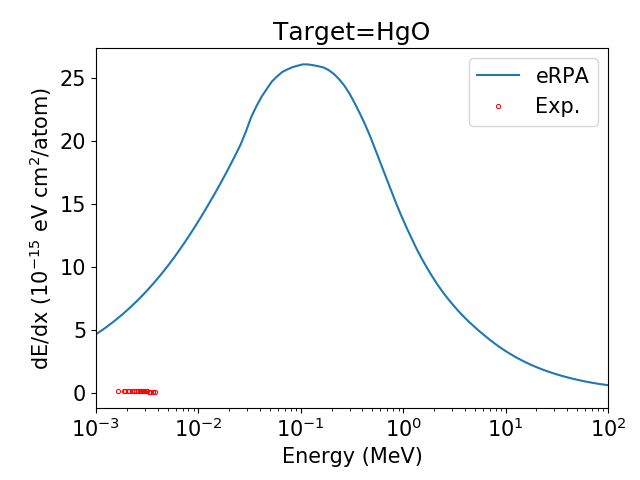 Target=HgO
eRPA
Exp.
dE/dx (10⁻¹⁵ eV cm²/atom)
25
20
15
10
5
0
10⁻³ 10⁻² 10⁻¹ 10⁰ 10¹ 10²
Energy (MeV)